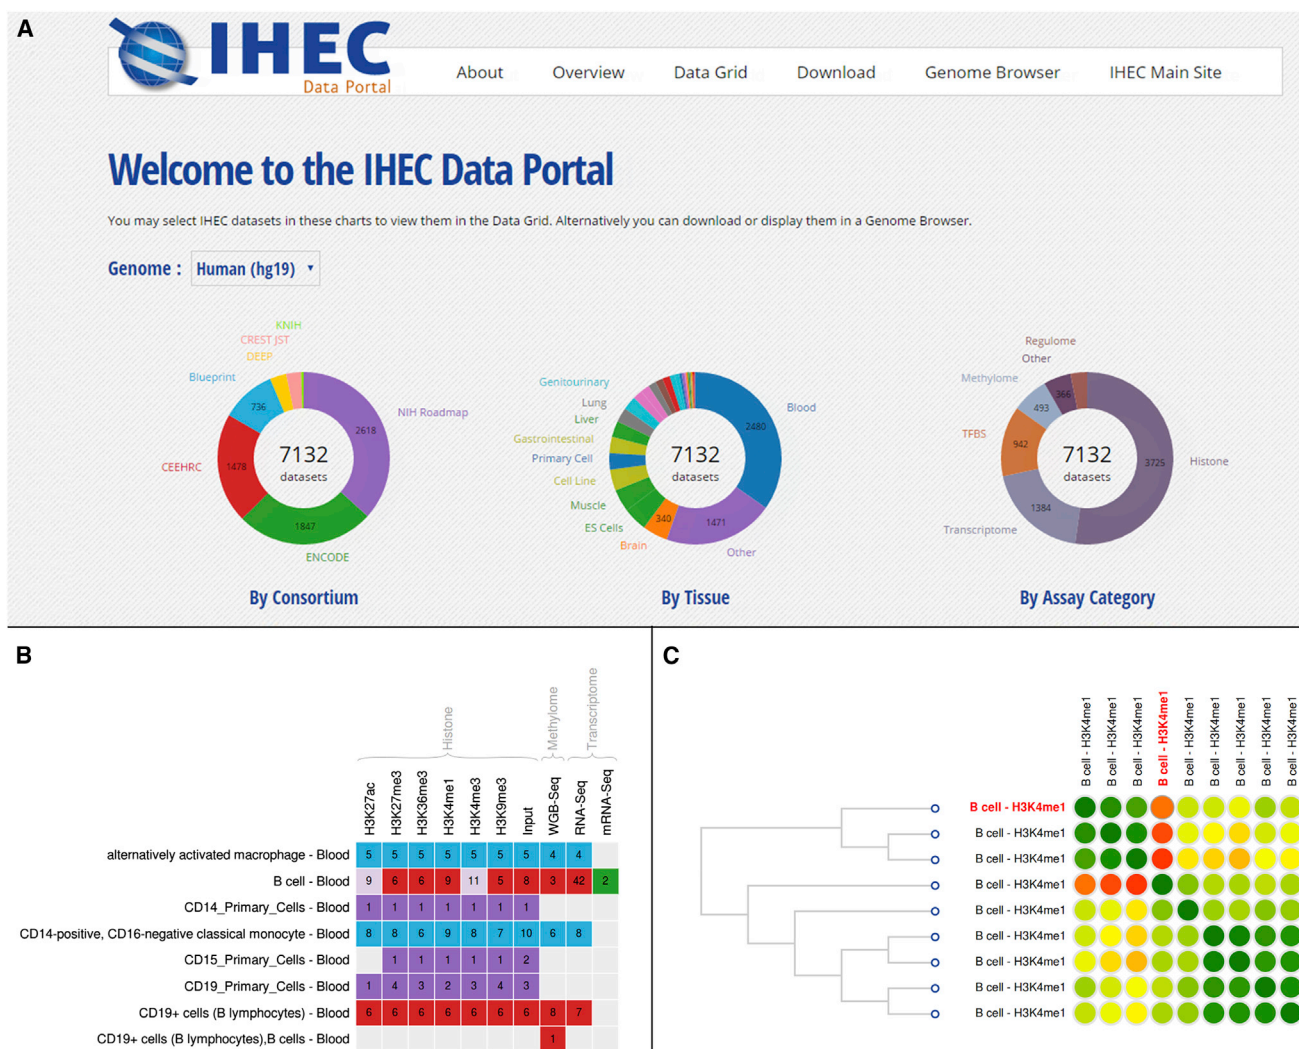 A
IHEC
Data Portal
About Overview Data Grid Download Genome Browser IHEC Main Site
Welcome to the IHEC Data Portal
You may select IHEC datasets in these charts to view them in the Data Grid. Alternatively you can download or display them in a Genome Browser.
Genome : Human (hg19)
KNIH
CREST JST
DEEP
Blueprint
736
NIH Roadmap
2618
CEEHRC
1478
7132
datasets
1847
ENCODE
By Consortium
Genitourinary
Lung
Liver
Gastrointestinal
Primary Cell
Cell Line
Muscle
ES Cells
Brain
340
Blood
2480
7132
datasets
1471
Other
By Tissue
Regulome
Other
366
Methylome
493
TFBS
942
7132
datasets
3725
Histone
1384
Transcriptome
By Assay Category
B
Histone Methylome Transcriptome
H3K27ac H3K27me3 H3K36me3 H3K4me1 H3K4me3 H3K9me3 Input WGB-Seq RNA-Seq mRNA-Seq
alternatively activated macrophage - Blood 5 5 5 5 5 5 5 4 4
B cell - Blood 9 6 6 9 11 5 8 3 42 2
CD14_Primary_Cells - Blood 1 1 1 1 1 1 1
CD14-positive, CD16-negative classical monocyte - Blood 8 8 6 9 8 7 10 6 8
CD15_Primary_Cells - Blood 1 1 1 1 1 2
CD19_Primary_Cells - Blood 1 4 3 2 3 4 3
CD19+ cells (B lymphocytes) - Blood 6 6 6 6 6 6 6 8 7
CD19+ cells (B lymphocytes),B cells - Blood 1
C
B cell - H3K4me1 B cell - H3K4me1 B cell - H3K4me1 B cell - H3K4me1 B cell - H3K4me1 B cell - H3K4me1 B cell - H3K4me1 B cell - H3K4me1 B cell - H3K4me1
B cell - H3K4me1
B cell - H3K4me1
B cell - H3K4me1
B cell - H3K4me1
B cell - H3K4me1
B cell - H3K4me1
B cell - H3K4me1
B cell - H3K4me1
B cell - H3K4me1